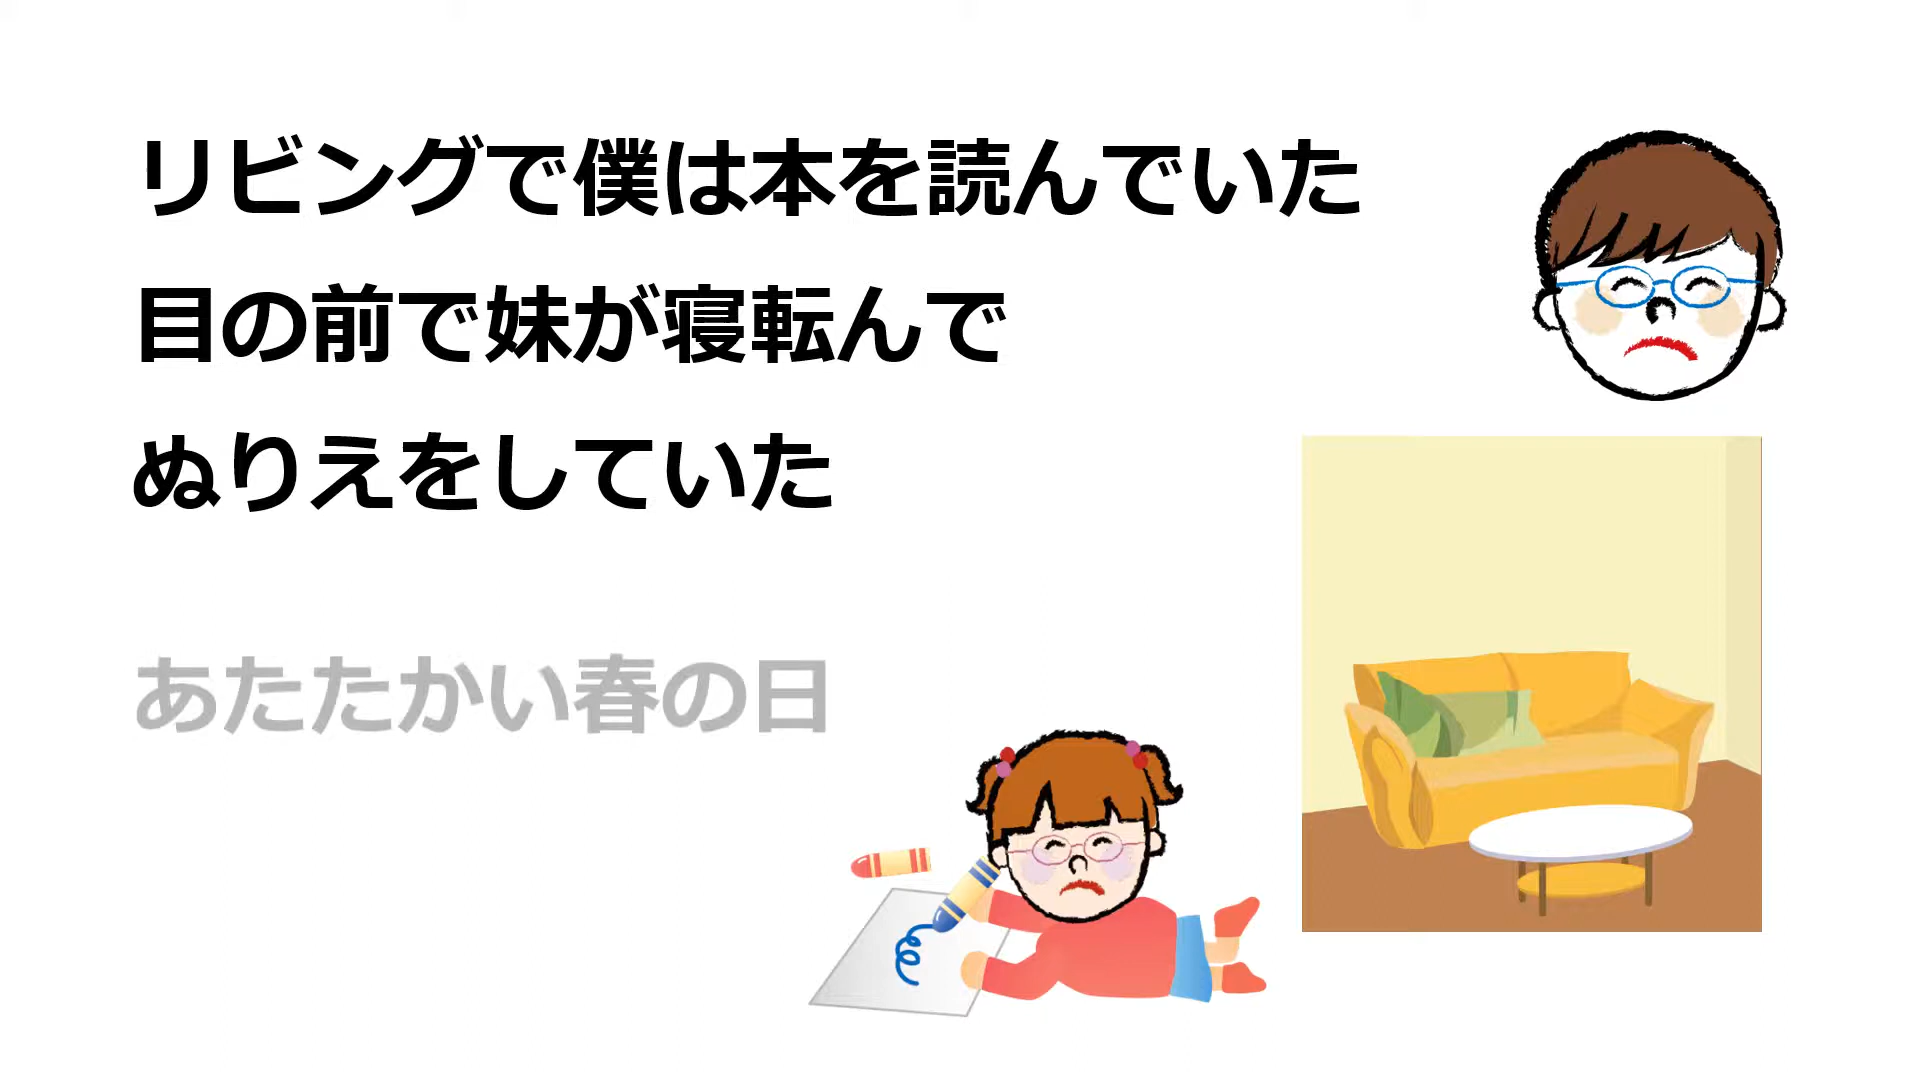 リビングで僕は本を読んでいた
目の前で妹が寝転んで
ぬりえをしていた
あたたかい春の日